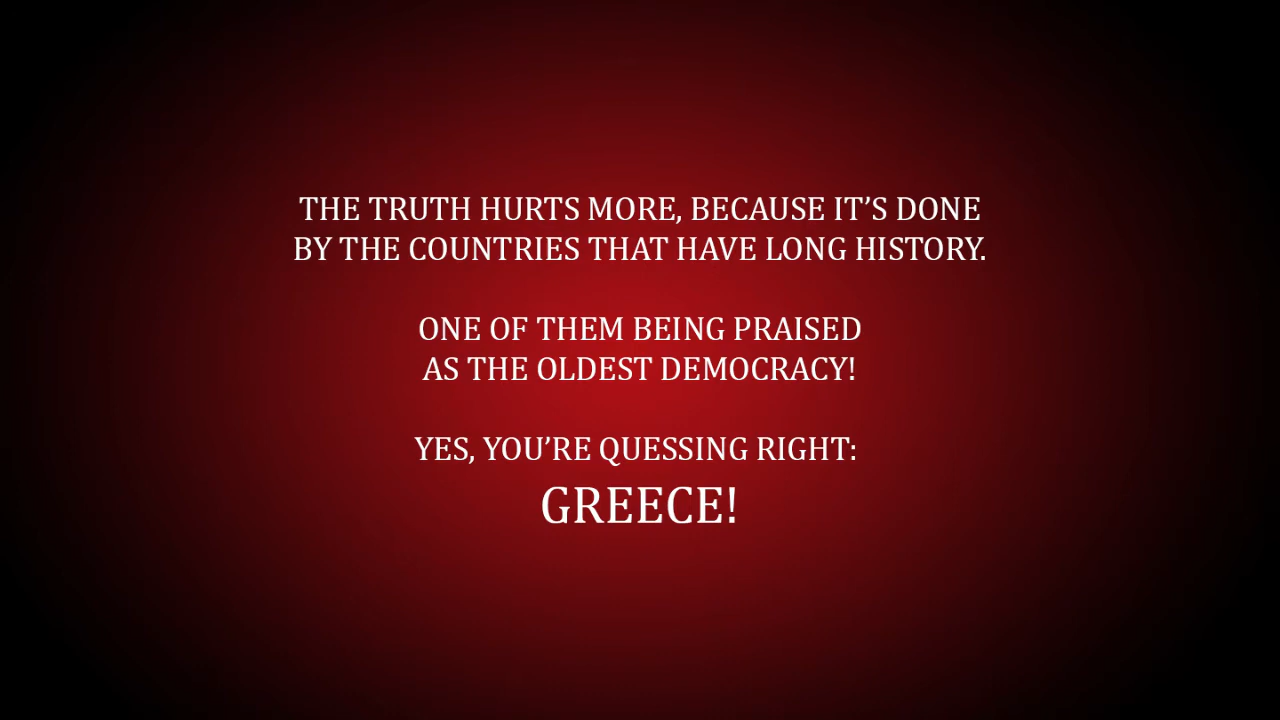 THE TRUTH HURTS MORE, BECAUSE IT’S DONE
BY THE COUNTRIES THAT HAVE LONG HISTORY.
ONE OF THEM BEING PRAISED
AS THE OLDEST DEMOCRACY!
YES, YOU’RE QUESSING RIGHT:
GREECE!